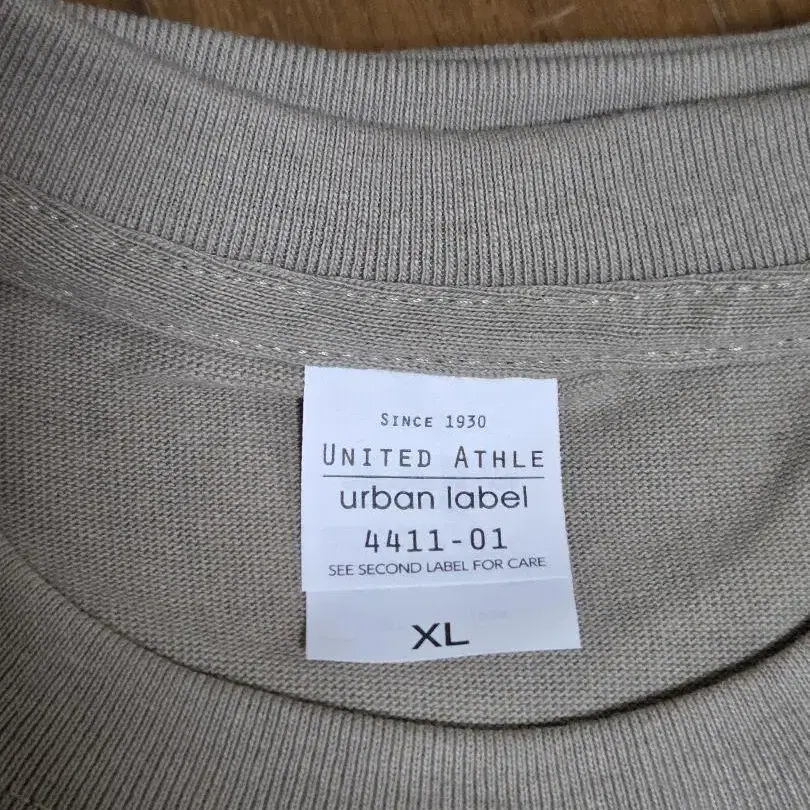 SINCE 1930
UNITED ATHLE
urban label
4411-01
SEE SECOND LABEL FOR CARE
XL